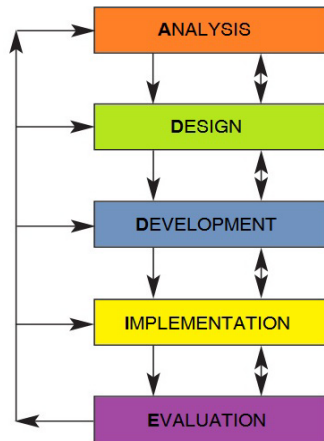 ANALYSIS
DESIGN
DEVELOPMENT
IMPLEMENTATION
EVALUATION